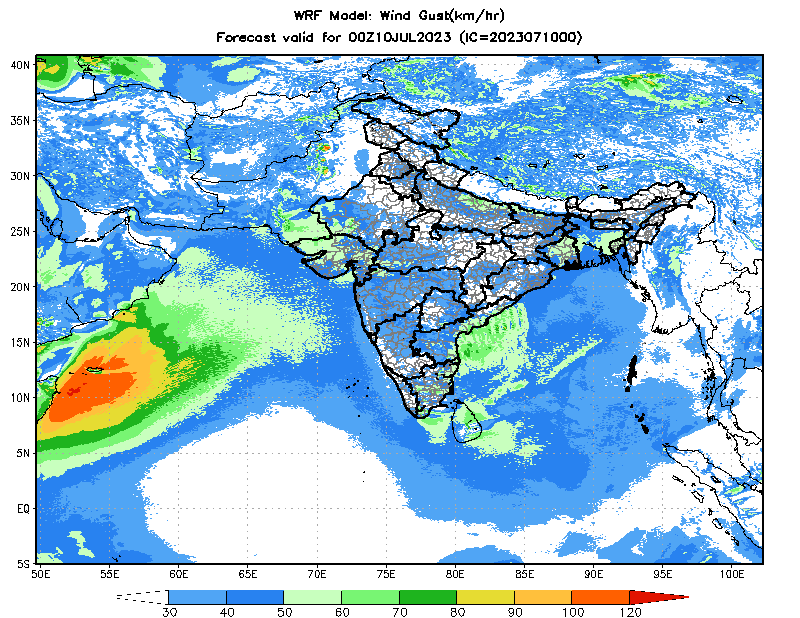 WRF Model: Wind Gust(km/hr)
Forecast valid for 00Z10JUL2023 (IC=2023071000)
40N
35N
30N
25N
20N
15N
10N
5N
EQ
5S
50E 55E 60E 65E 70E 75E 80E 85E 90E 95E 100E
30 40 50 60 70 80 90 100 120